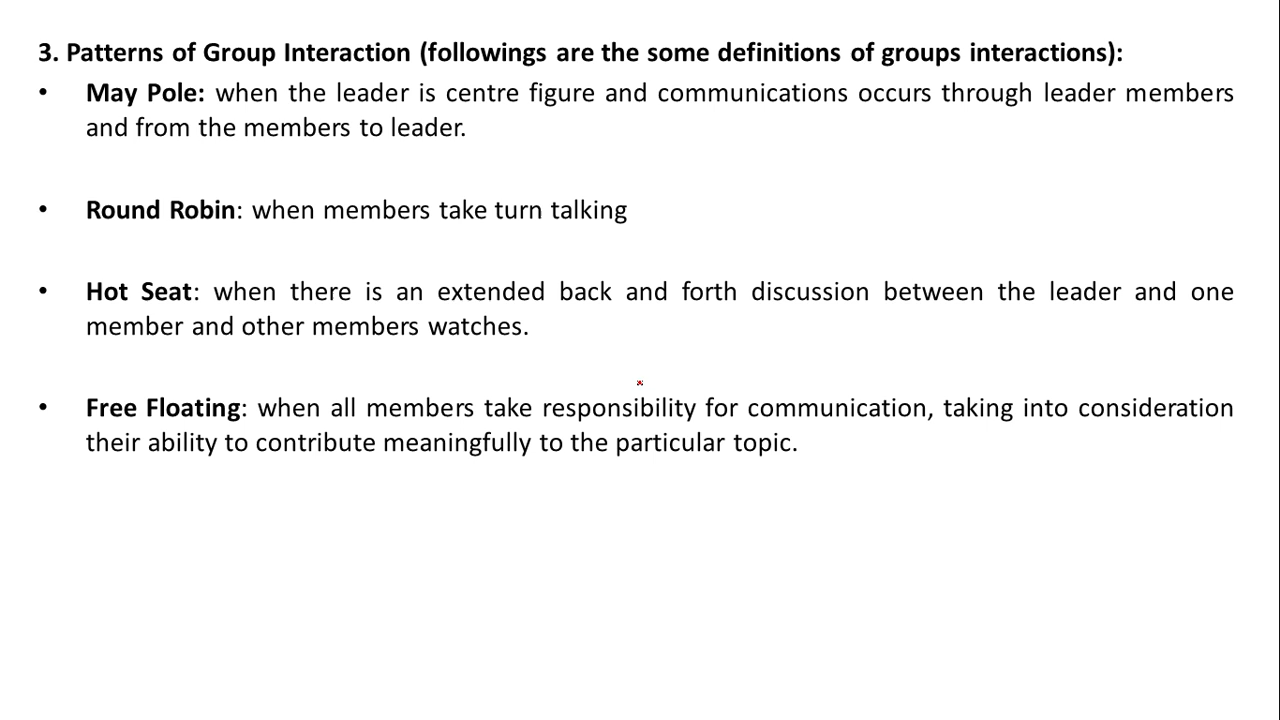 3. Patterns of Group Interaction (followings are the some definitions of groups interactions):
• May Pole: when the leader is centre figure and communications occurs through leader members
and from the members to leader.
• Round Robin: when members take turn talking
• Hot Seat: when there is an extended back and forth discussion between the leader and one
member and other members watches.
• Free Floating: when all members take responsibility for communication, taking into consideration
their ability to contribute meaningfully to the particular topic.